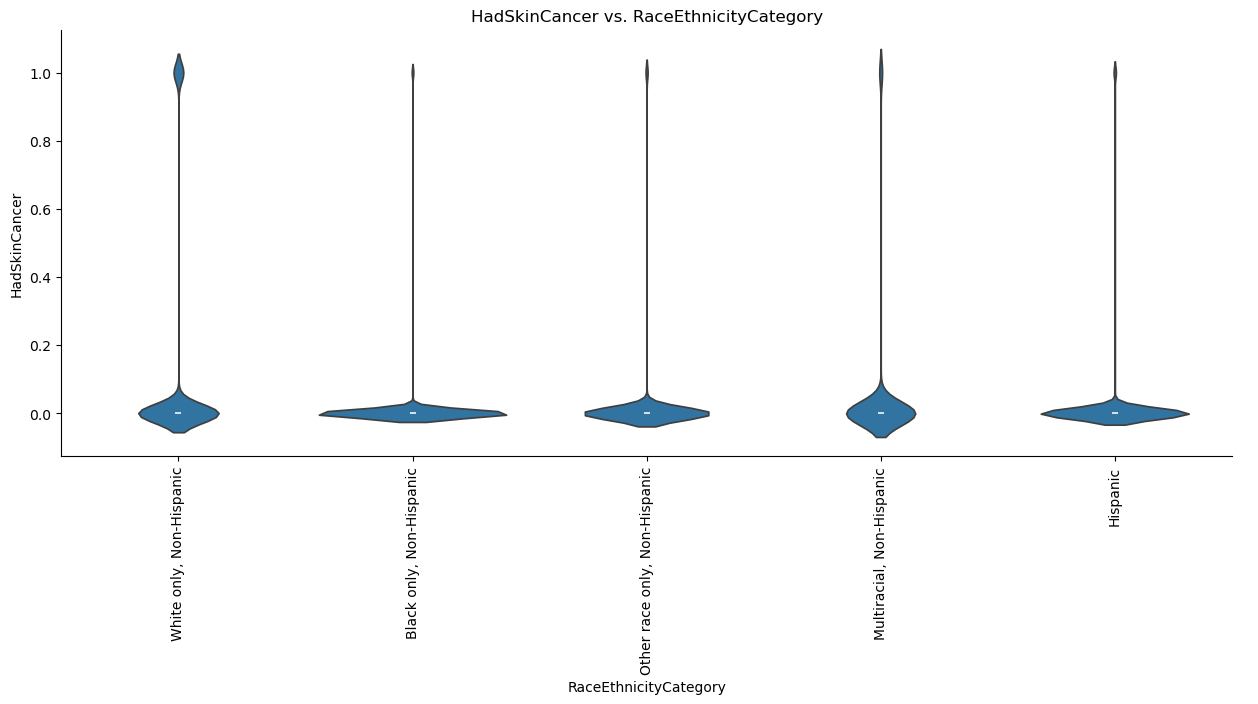 HadSkinCancer vs. RaceEthnicityCategory
HadSkinCancer
1.0
0.8
0.6
0.4
0.2
0.0
White only, Non-Hispanic
Black only, Non-Hispanic
Other race only, Non-Hispanic
Multiracial, Non-Hispanic
Hispanic
RaceEthnicityCategory